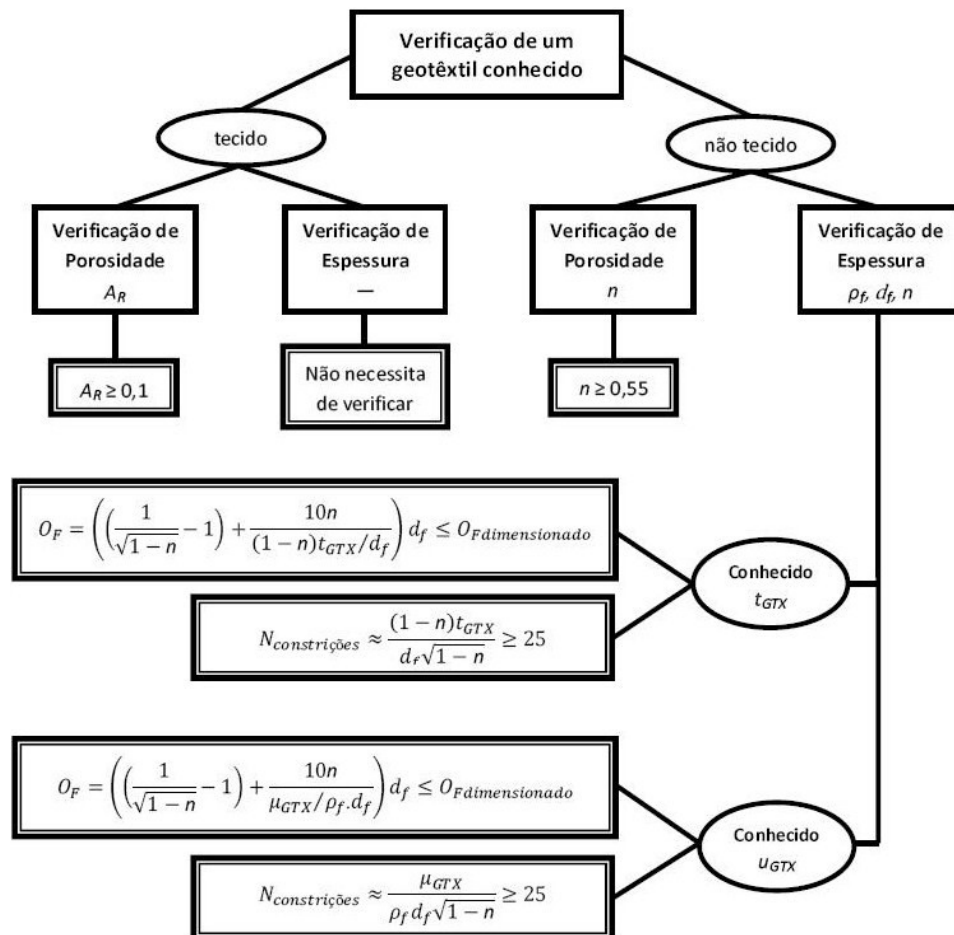 Verificação de um
geotêxtil conhecido
tecido
não tecido
Verificação de
Porosidade
A_R
Verificação de
Espessura
—
Verificação de
Porosidade
n
Verificação de
Espessura
ρ_f, d_f, n
A_R ≥ 0,1
Não necessita
de verificar
n ≥ 0,55
O_F = ((1/√(1−n) − 1) + 10n/((1−n)t_GTX/d_f)) d_f ≤ O_Fdimensionado
Conhecido
t_GTX
N_constrições ≈ (1−n)t_GTX/(d_f√(1−n)) ≥ 25
O_F = ((1/√(1−n) − 1) + 10n/(μ_GTX/ρ_f.d_f)) d_f ≤ O_Fdimensionado
Conhecido
u_GTX
N_constrições ≈ μ_GTX/(ρ_f d_f√(1−n)) ≥ 25